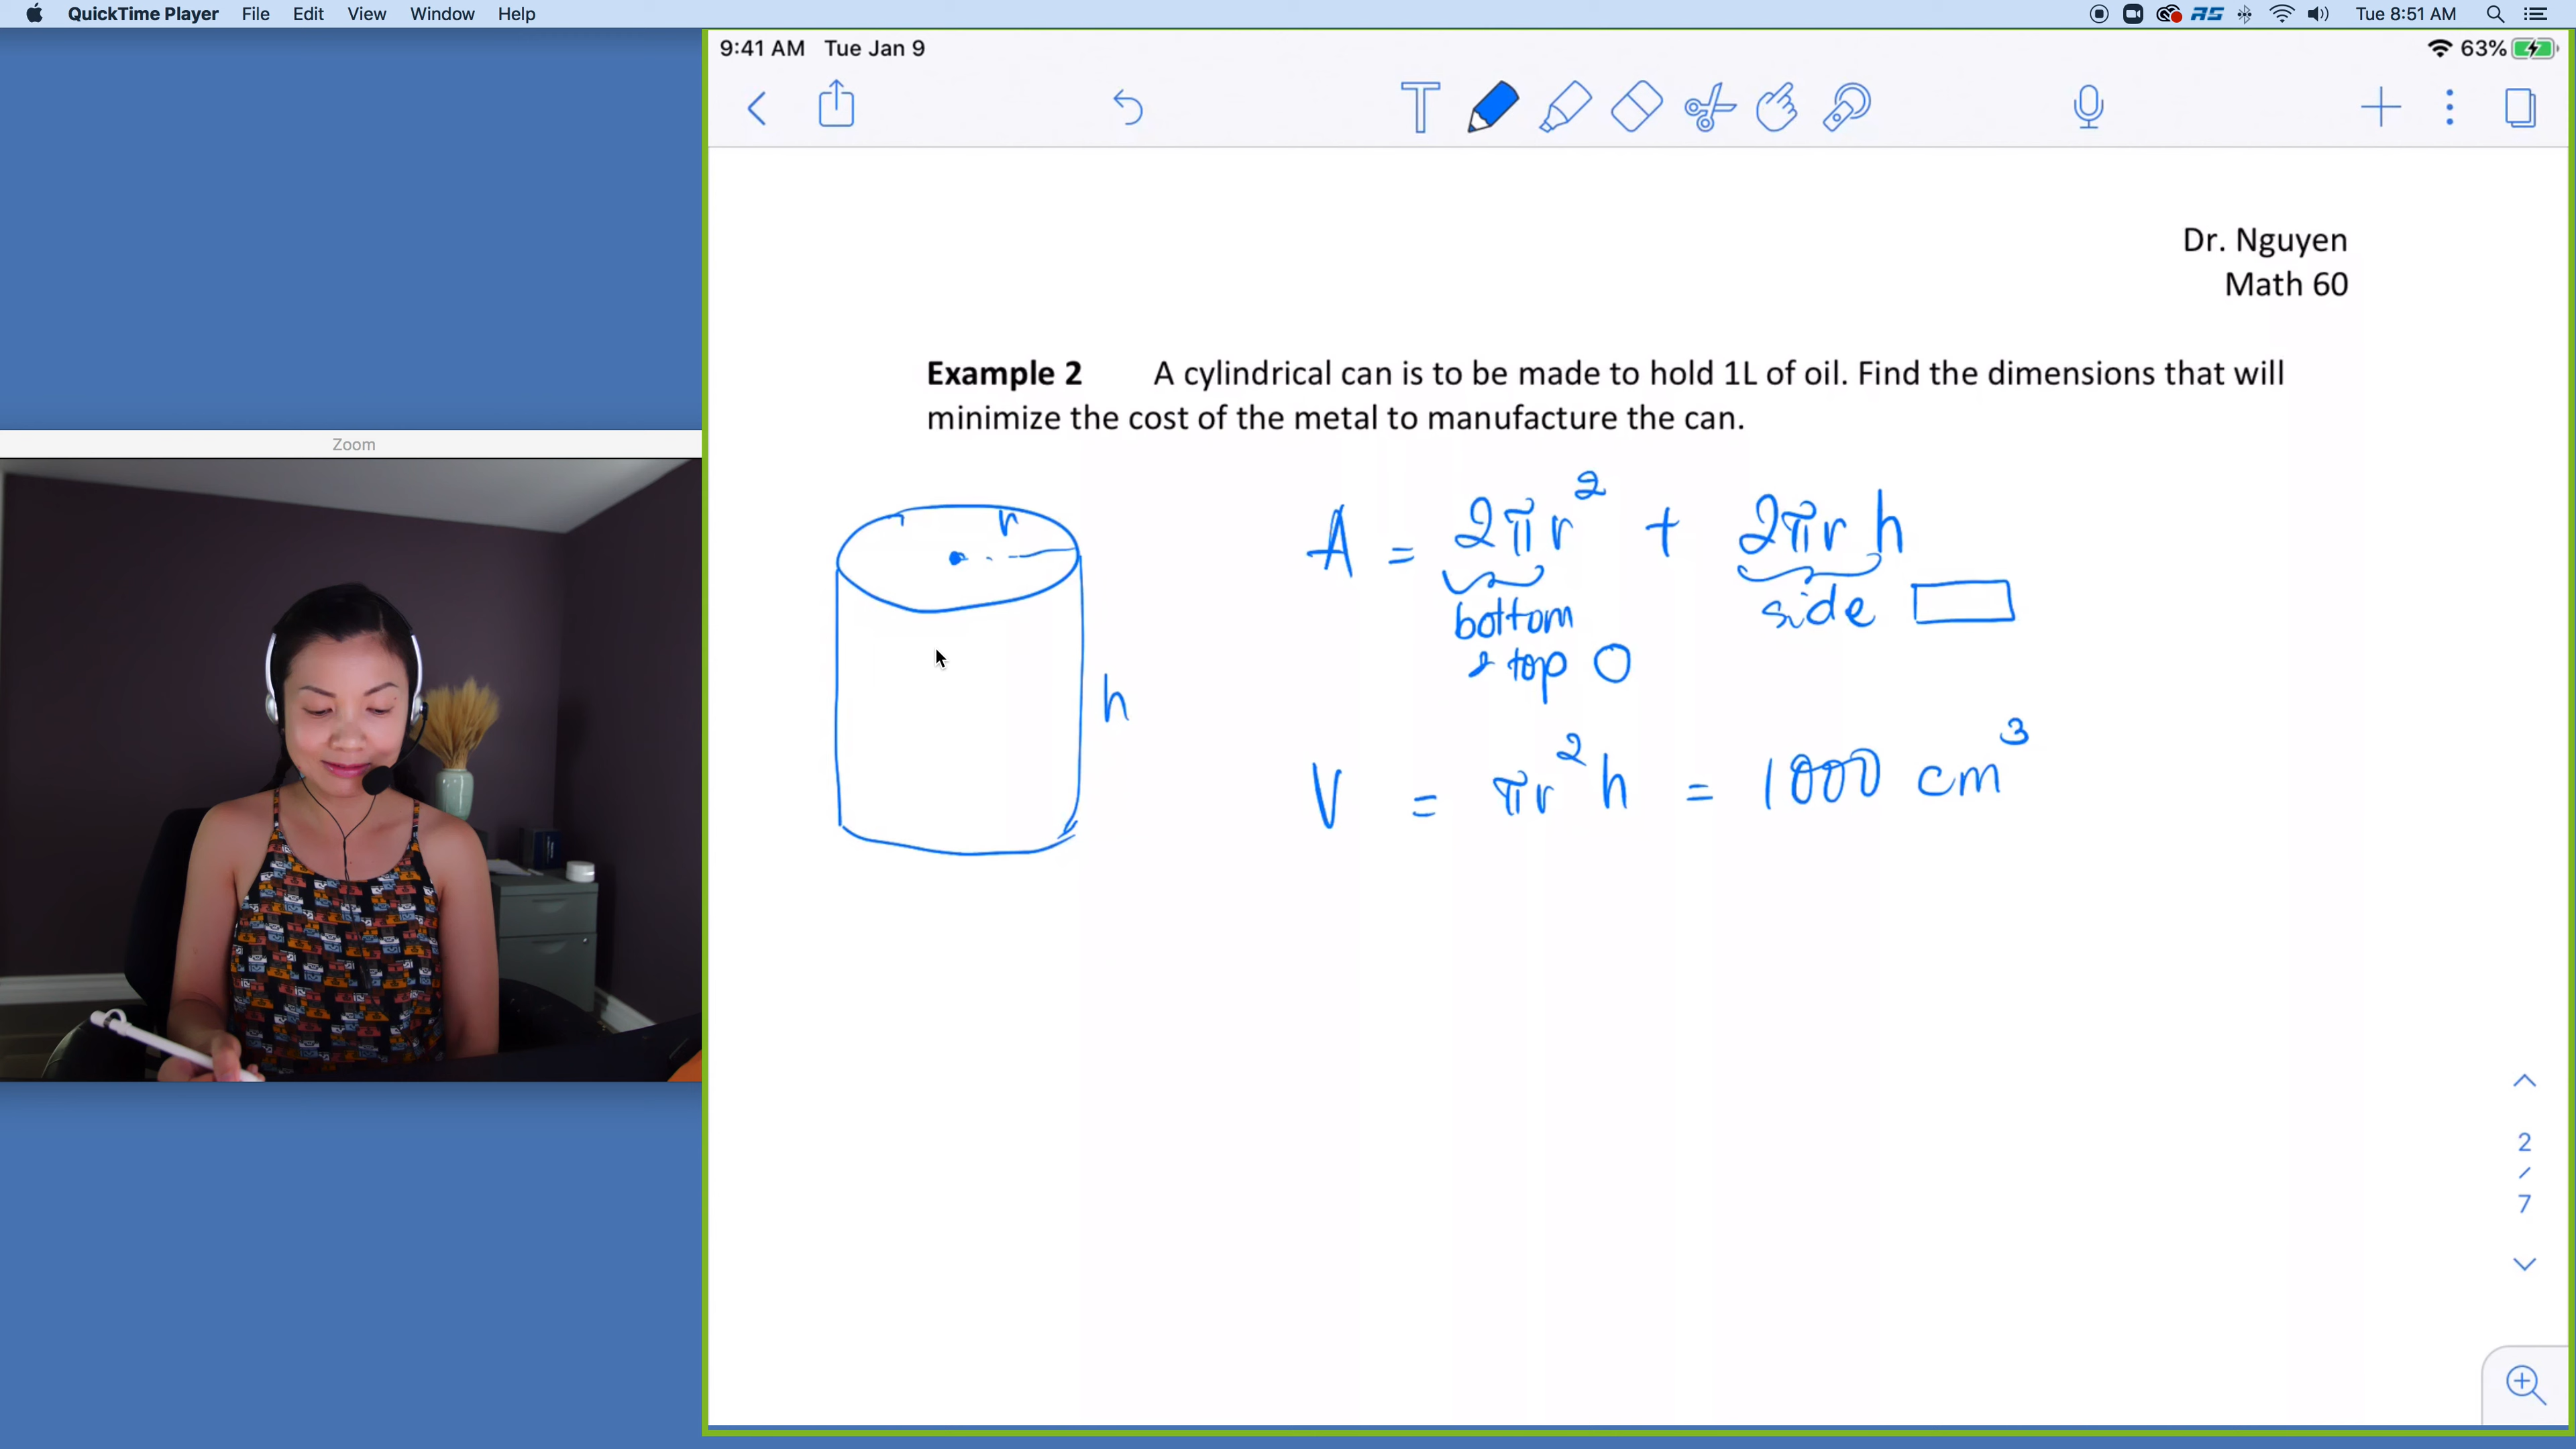 QuickTime Player File Edit View Window Help
Tue 8:51 AM
9:41 AM Tue Jan 9
63%
T
Dr. Nguyen
Math 60
Example 2 A cylindrical can is to be made to hold 1L of oil. Find the dimensions that will
minimize the cost of the metal to manufacture the can.
Zoom
r
h
A = 2πr² + 2πr h
bottom
& top
side
V = πr² h = 1000 cm³
2
/
7